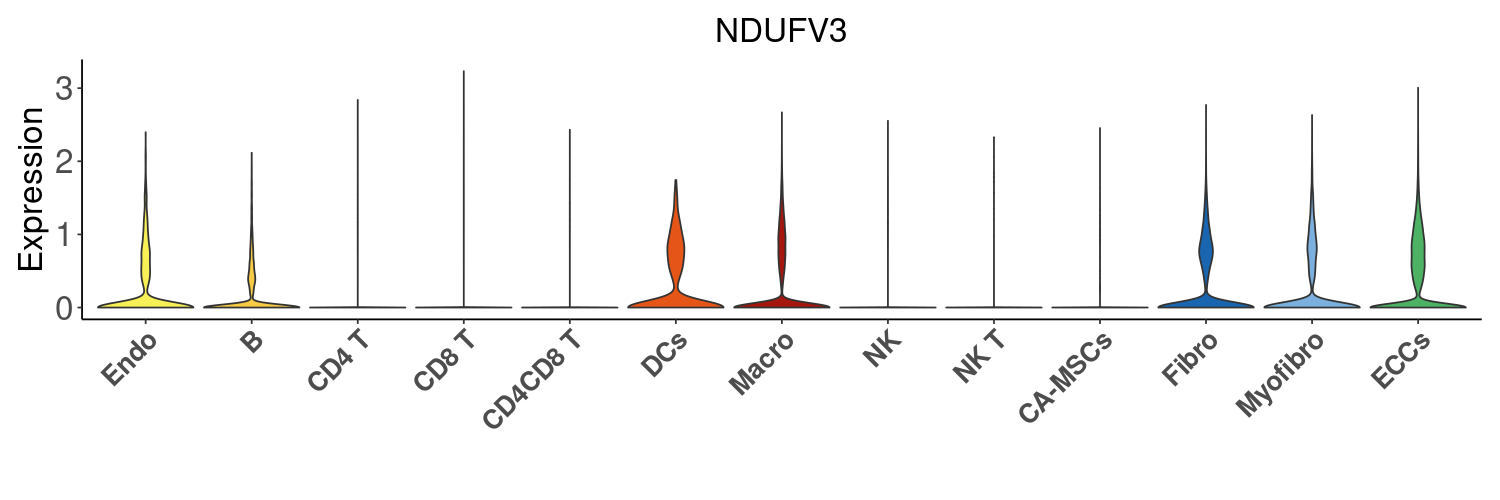 NDUFV3
Expression
3
2
1
0
Endo
B
CD4 T
CD8 T
CD4CD8 T
DCs
Macro
NK
NK T
CA-MSCs
Fibro
Myofibro
ECCs